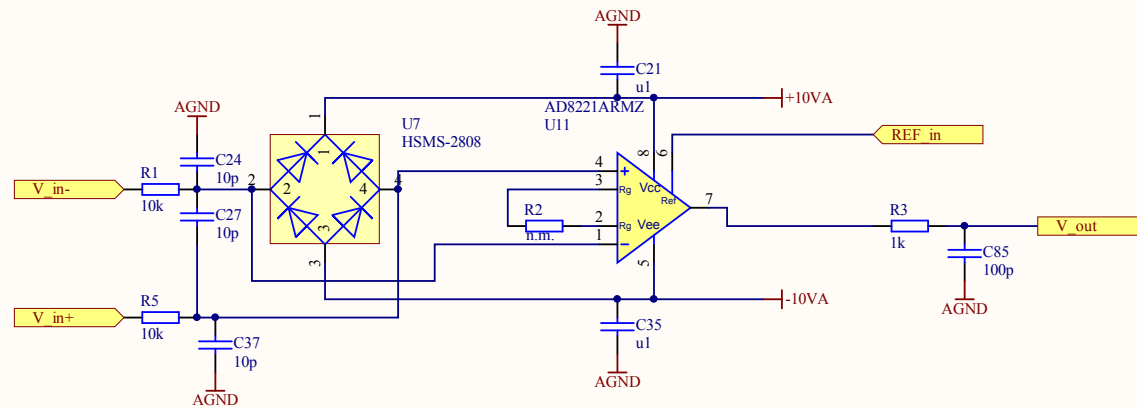 AGND
C21
u1
+10VA
AD8221ARMZ
U11
U7
HSMS-2808
REF_in
AGND
C24
10p
R1
V_in-
10k
C27
10p
1
1
2
2
4
4
3
3
4
3
2
1
+
Rg
Rg
-
8
Vcc
6
Ref
Vee
5
7
R2
n.m.
R3
1k
V_out
C85
100p
AGND
R5
V_in+
10k
C37
10p
AGND
-10VA
C35
u1
AGND